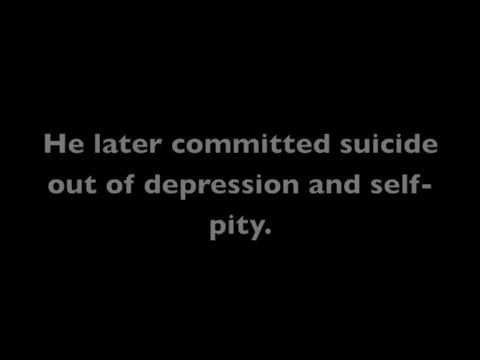 He later committed suicide
out of depression and self-
pity.